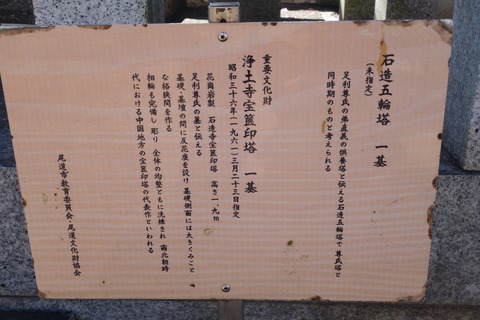 石造五輪塔 一基
(未指定)
足利尊氏の弟直義の供養塔と伝える石造五輪塔で尊氏塔と
同時期のものと考えられる
重要文化財
浄土寺宝篋印塔 一基
昭和三十六年(一九六一)三月二十三日指定
花崗岩製 石造寺宝篋印塔 高さ一.九m
足利尊氏の墓と伝える
基礎・基壇の間に反花座を設け 基礎側面には大きくみごと
な格狭間を作る
相輪も完備し彫り 全体の均整ともに洗練され 南北朝時
代における中国地方の宝篋印塔の代表作といわれる
尾道市教育委員会 尾道文化財協会